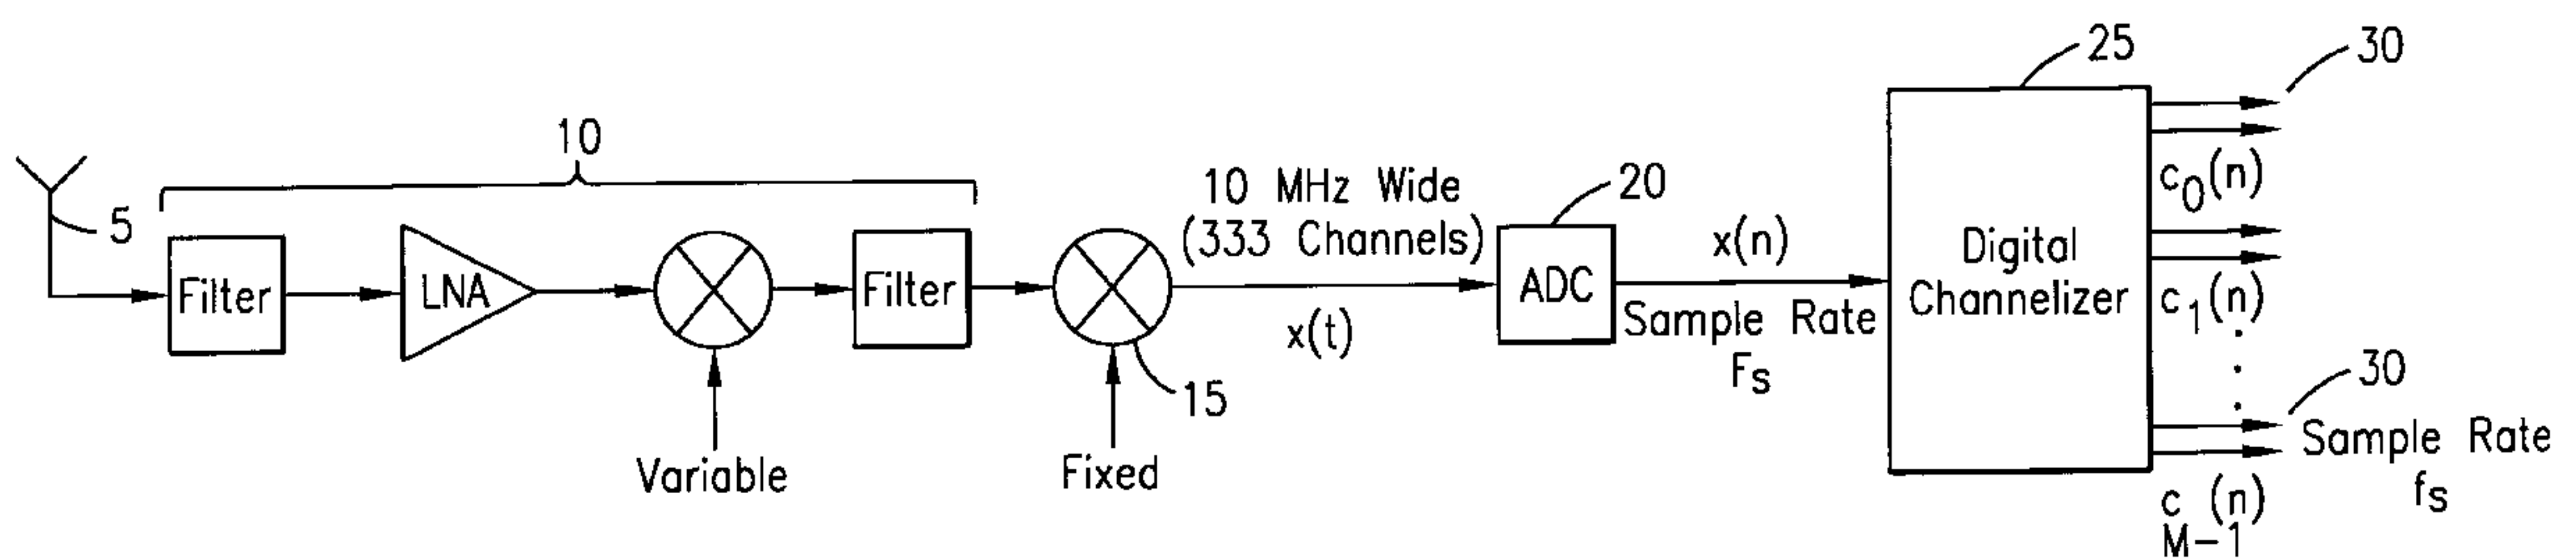 25
30
10
10 MHz Wide
(333 Channels)
20
5
Filter
LNA
Filter
x(t)
ADC
x(n)
Sample Rate
Fs
Digital
Channelizer
c0(n)
c1(n)
30
15
Variable
Fixed
Sample Rate
fs
c (n)
M-1